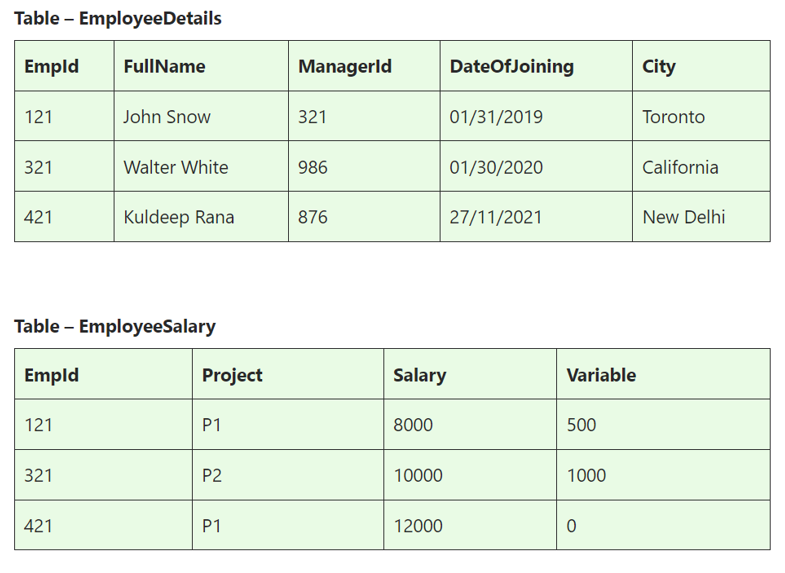 Table – EmployeeDetails
EmpId FullName ManagerId DateOfJoining City
121 John Snow 321 01/31/2019 Toronto
321 Walter White 986 01/30/2020 California
421 Kuldeep Rana 876 27/11/2021 New Delhi
Table – EmployeeSalary
EmpId Project Salary Variable
121 P1 8000 500
321 P2 10000 1000
421 P1 12000 0